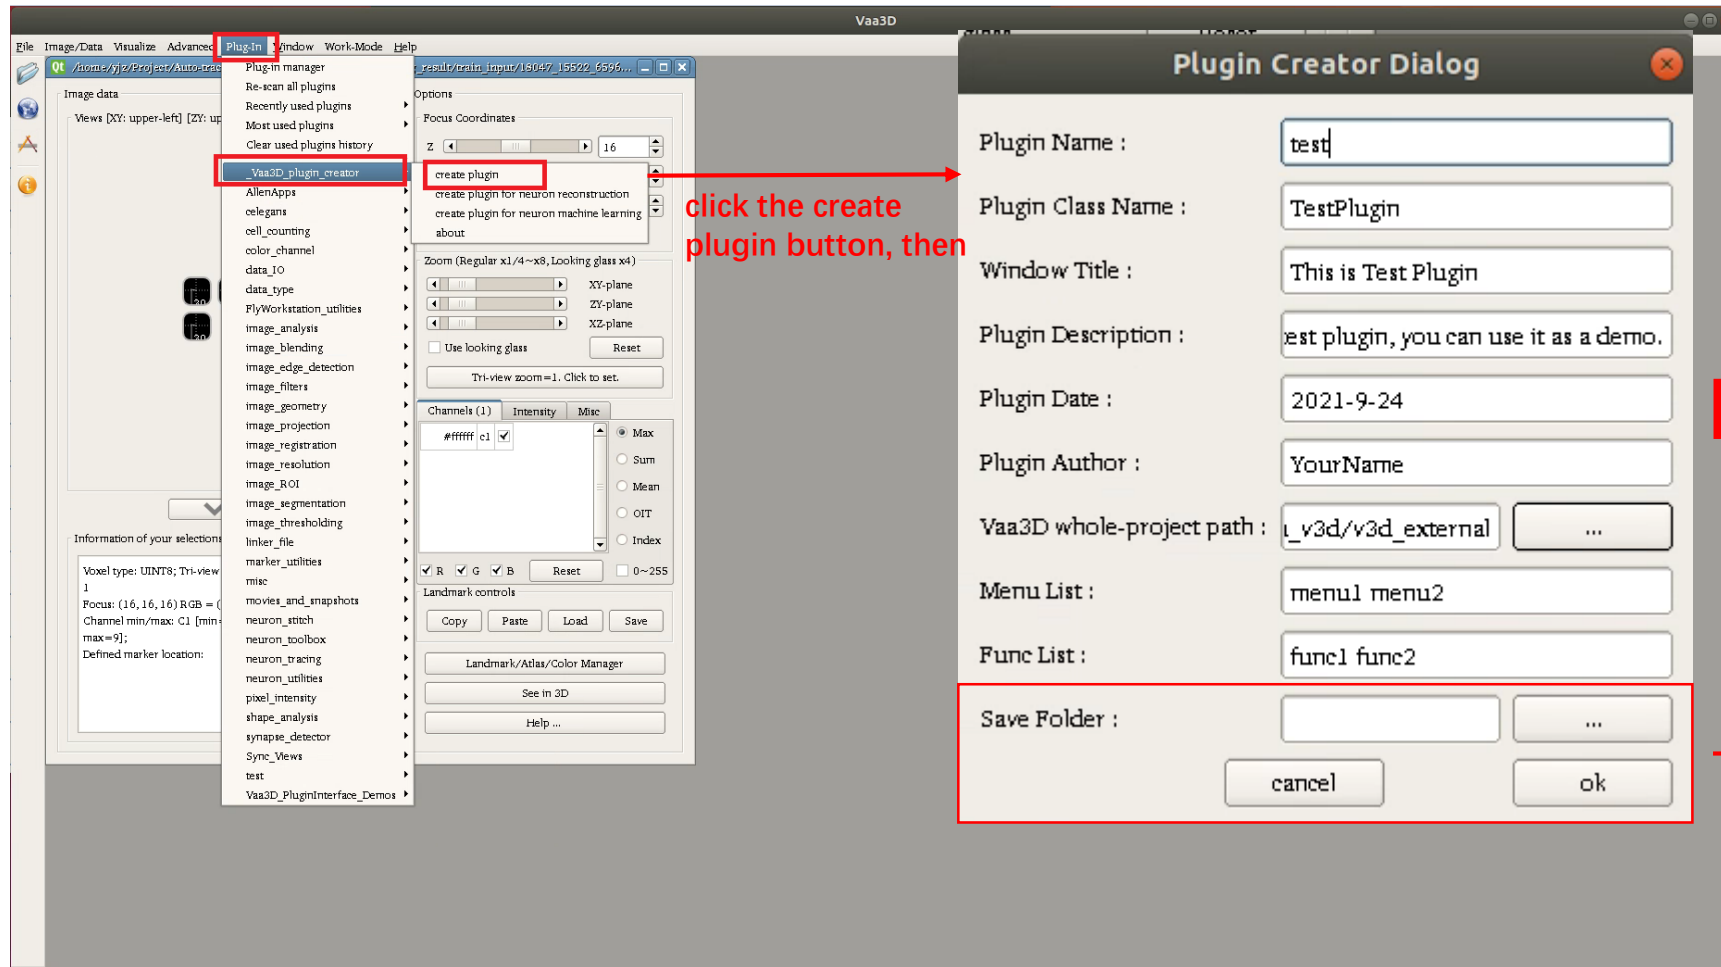 Vaa3D
File Image/Data Visualize Advanced Plug-In Window Work-Mode Help
/home/yjz/Project/Auto-trac
_result/train_input/18047_15522_6596...
Image data
Views [XY: upper-left] [ZY: up
Plug-in manager
Re-scan all plugins
Recently used plugins
Most used plugins
Clear used plugins history
_Vaa3D_plugin_creator
AllenApps
celegans
cell_counting
color_channel
data_IO
data_type
FlyWorkstation_utilities
image_analysis
image_blending
image_edge_detection
image_filters
image_geometry
image_projection
image_registration
image_resolution
image_ROI
image_segmentation
image_thresholding
linker_file
marker_utilities
misc
movies_and_snapshots
neuron_stitch
neuron_toolbox
neuron_tracing
neuron_utilities
pixel_intensity
shape_analysis
synapse_detector
Sync_Views
test
Vaa3D_PluginInterface_Demos
create plugin
create plugin for neuron reconstruction
create plugin for neuron machine learning
about
Information of your selections
Voxel type: UINT8; Tri-view
1
Focus: (16, 16, 16) RGB = (
Channel min/max: C1 [min=
max=9];
Defined marker location:
Options
Focus Coordinates
Z 16
Zoom (Regular x1/4~x8, Looking glass x4)
XY-plane
ZY-plane
XZ-plane
Use looking glass Reset
Tri-view zoom=1. Click to set.
Channels (1) Intensity Misc
#ffffff c1
Max
Sum
Mean
OIT
Index
R G B Reset 0~255
Landmark controls
Copy Paste Load Save
Landmark/Atlas/Color Manager
See in 3D
Help ...
click the create
plugin button, then
Plugin Creator Dialog
Plugin Name : test
Plugin Class Name : TestPlugin
Window Title : This is Test Plugin
Plugin Description : est plugin, you can use it as a demo.
Plugin Date : 2021-9-24
Plugin Author : YourName
Vaa3D whole-project path : _v3d/v3d_external ...
Menu List : menu1 menu2
Func List : func1 func2
Save Folder : ...
cancel ok